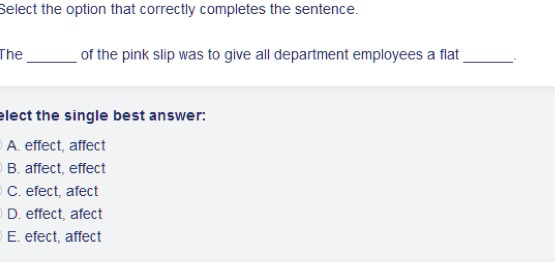 Select the option that correctly completes the sentence.
The ______ of the pink slip was to give all department employees a flat ______.
elect the single best answer:
A. effect, affect
B. affect, effect
C. efect, afect
D. effect, afect
E. efect, affect